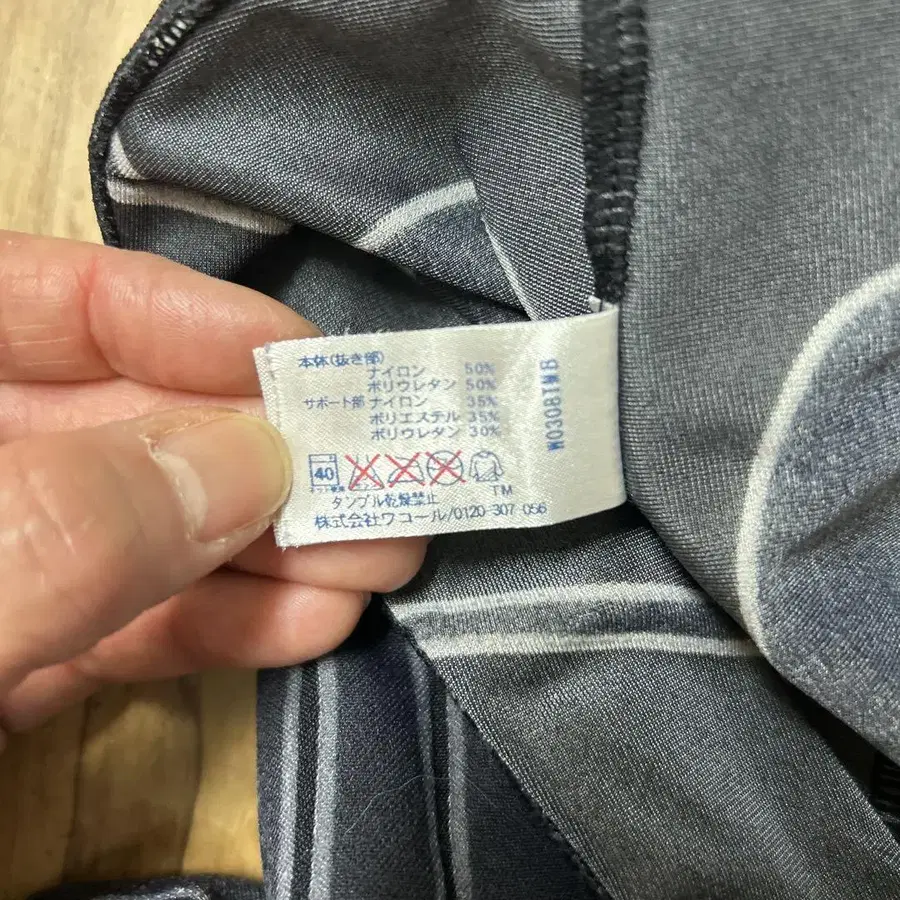 本体(抜き部)
ナイロン 50%
ポリウレタン 50%
サポート部 ナイロン 35%
ポリエステル 35%
ポリウレタン 30%
40
タンブル乾燥禁止 TM
株式会社ワコール/0120-307-056
W0308TWB